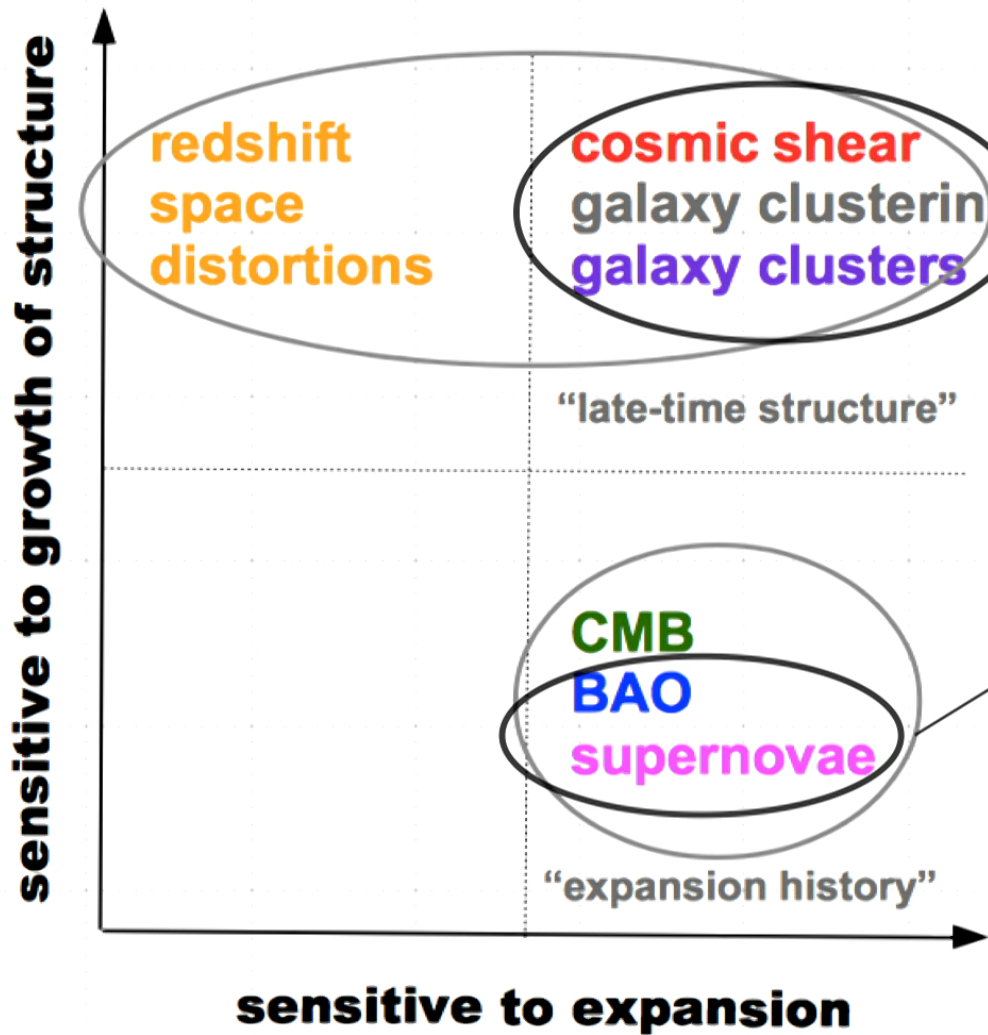 sensitive to growth of structure
redshift
space
distortions
cosmic shear
galaxy clusterin
galaxy clusters
“late-time structure”
CMB
BAO
supernovae
“expansion history”
sensitive to expansion